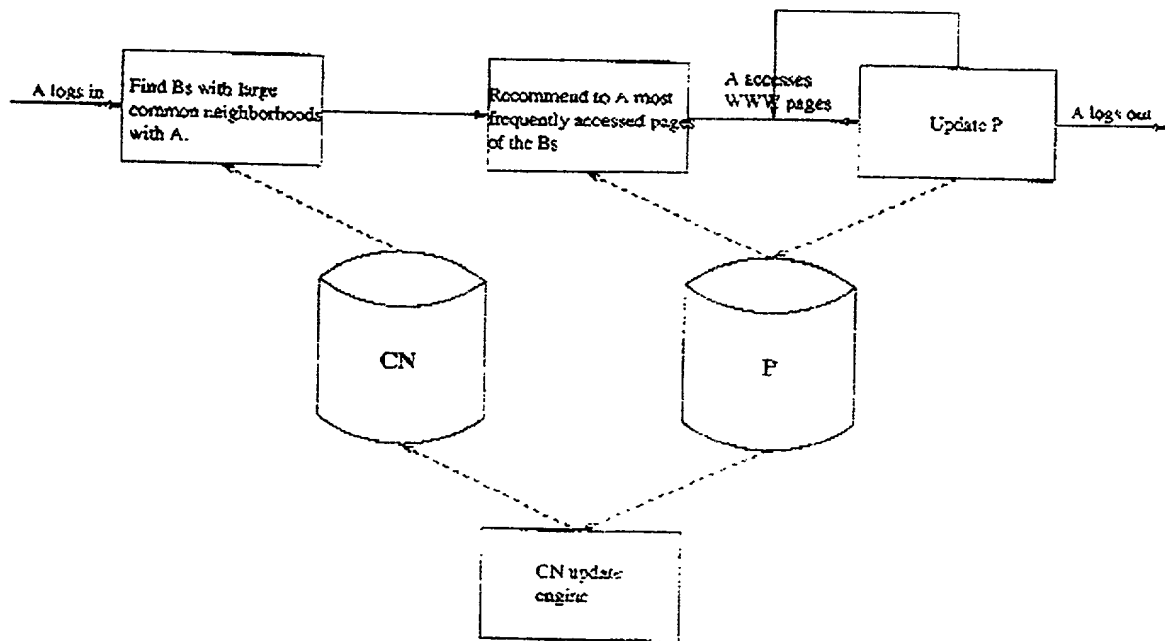 A logs in
Find Bs with large
common neighborhoods
with A.
Recommend to A most
frequently accessed pages
of the Bs
A accesses
WWW pages
Update P
A logs out
CN
P
CN update
engine